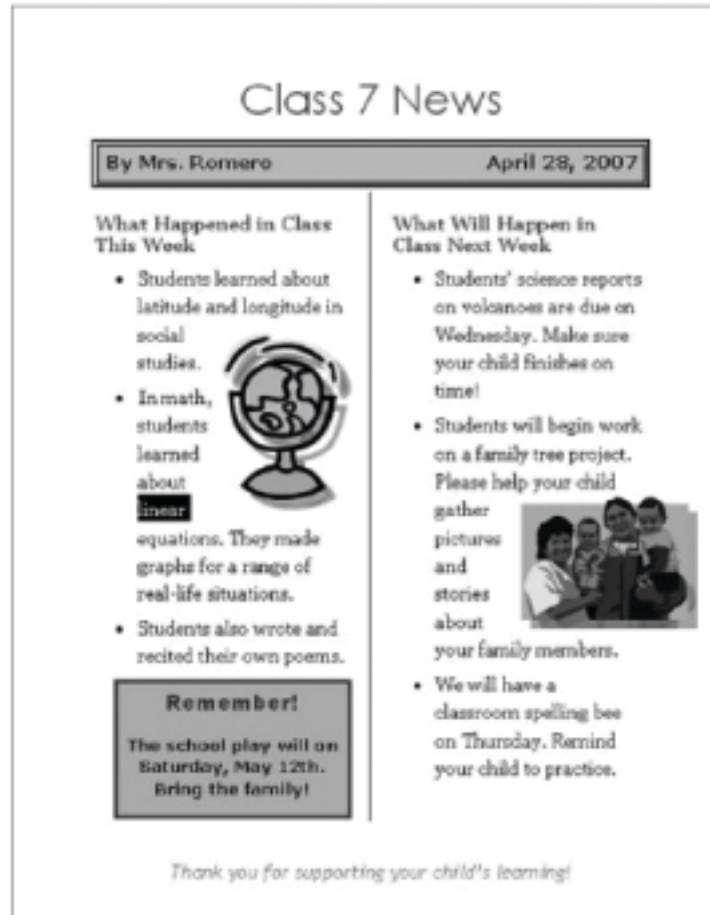 Class 7 News
By Mrs. Romero April 28, 2007
What Happened in Class
This Week
• Students learned about
latitude and longitude in
social
studies.
• In math,
students
learned
about
linear
equations. They made
graphs for a range of
real-life situations.
• Students also wrote and
recited their own poems.
Remember!
The school play will on
Saturday, May 12th.
Bring the family!
What Will Happen in
Class Next Week
• Students' science reports
on volcanoes are due on
Wednesday. Make sure
your child finishes on
time!
• Students will begin work
on a family tree project.
Please help your child
gather
pictures
and
stories
about
your family members.
• We will have a
classroom spelling bee
on Thursday. Remind
your child to practice.
Thank you for supporting your child's learning!